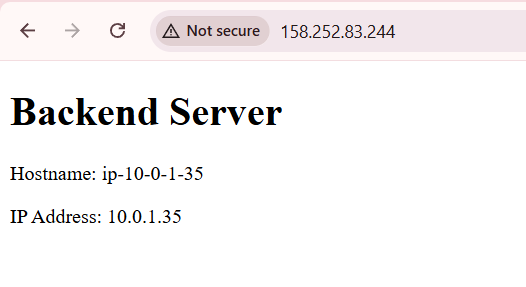 Not secure 158.252.83.244
Backend Server
Hostname: ip-10-0-1-35
IP Address: 10.0.1.35